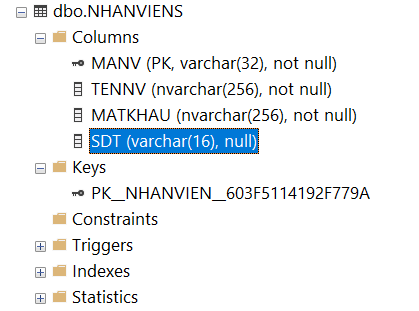 dbo.NHANVIENS
Columns
MANV (PK, varchar(32), not null)
TENNV (nvarchar(256), not null)
MATKHAU (nvarchar(256), not null)
SDT (varchar(16), null)
Keys
PK__NHANVIEN__603F5114192F779A
Constraints
Triggers
Indexes
Statistics